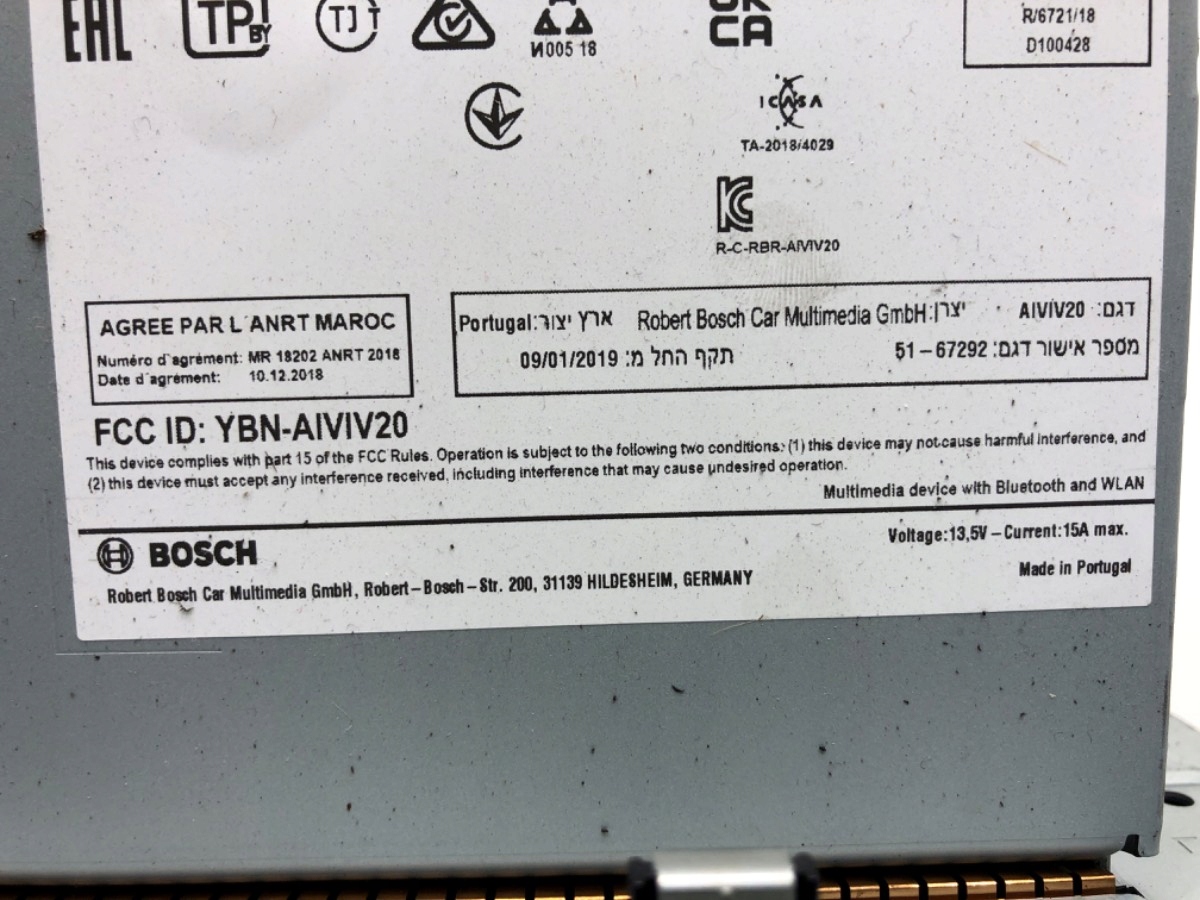 EAC
TP BY
TJ t
И005 18
UK
CA
R/6721/18
D100428
ICASA
TA-2018/4029
KC
R-C-RBR-AIVIV20
AGREE PAR L´ANRT MAROC
Numéro d´agrément: MR 18202 ANRT 2018
Date d´agrément: 10.12.2018
דגם: AIVIV20 יצרן: Robert Bosch Car Multimedia GmbH ארץ יצור: Portugal
מספר אישור דגם: 51-67292 תקף החל מ: 09/01/2019
FCC ID: YBN-AIVIV20
This device complies with part 15 of the FCC Rules. Operation is subject to the following two conditions: (1) this device may not cause harmful interference, and
(2) this device must accept any interference received, including interference that may cause undesired operation.
Multimedia device with Bluetooth and WLAN
BOSCH
Voltage:13,5V – Current:15A max.
Robert Bosch Car Multimedia GmbH, Robert-Bosch-Str. 200, 31139 HILDESHEIM, GERMANY
Made in Portugal